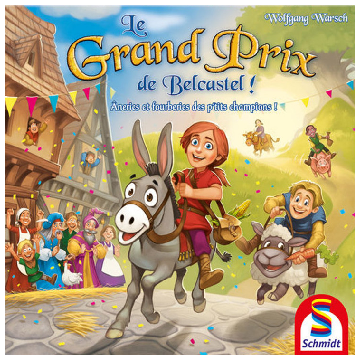 Wolfgang Warsch
Le
Grand Prix
de Belcastel !
Âneries et fourberies des p'tits champions !
Schmidt